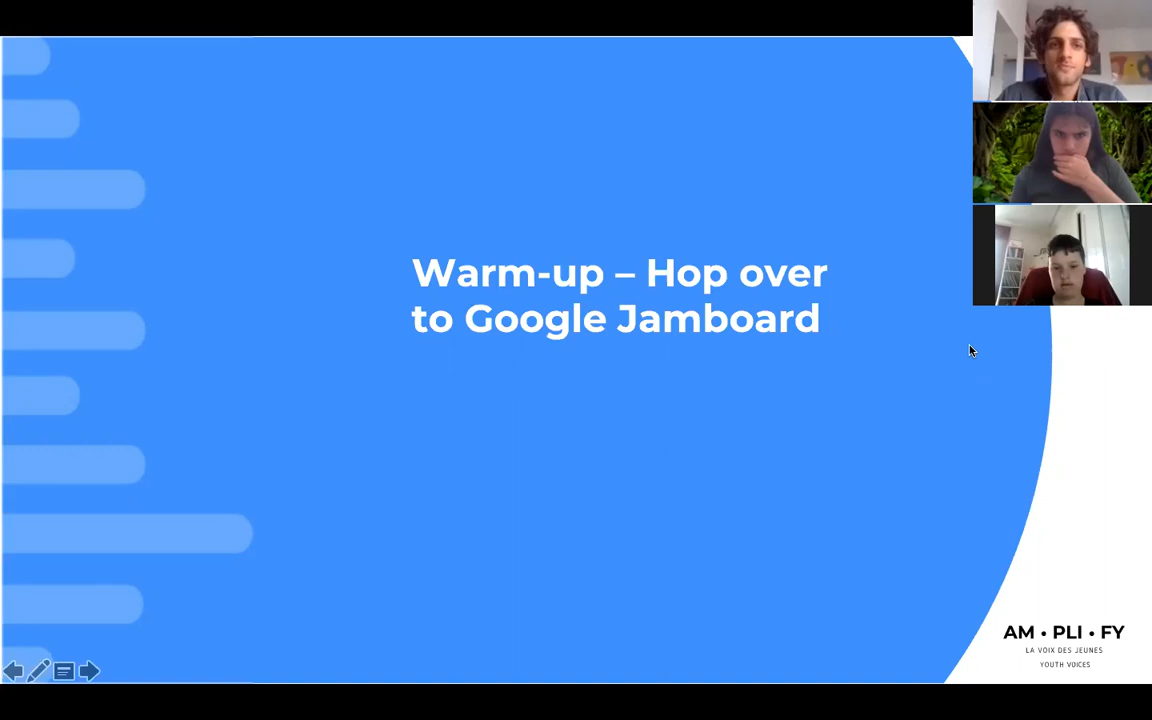 Warm-up – Hop over
to Google Jamboard
AM • PLI • FY
LA VOIX DES JEUNES
YOUTH VOICES